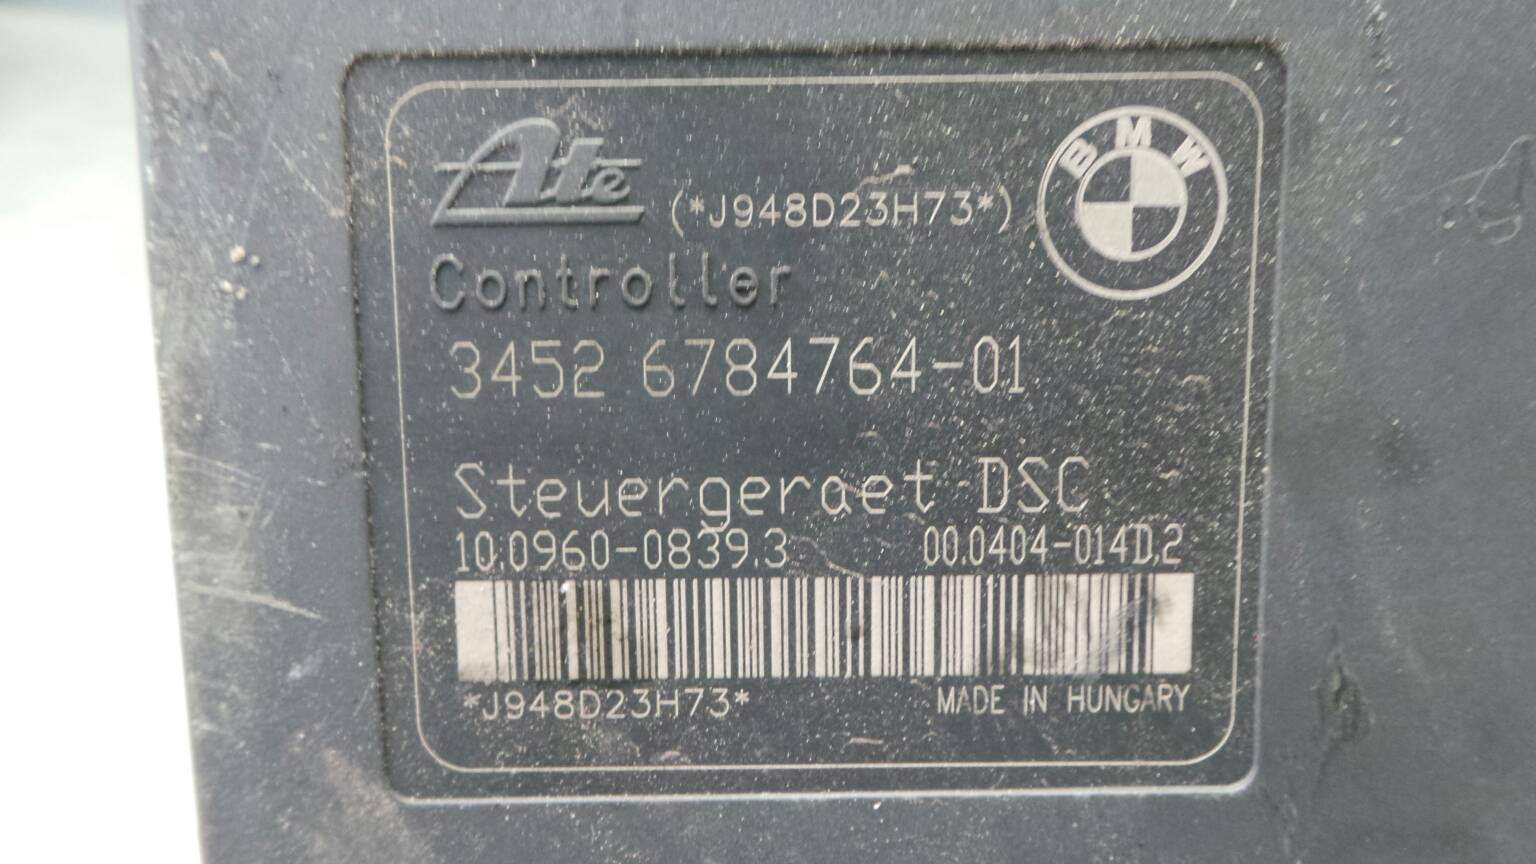 Ate (*J948D23H73*) BMW
Controller
3452 6784764-01
Steuergeraet DSC
10.0960-0839.3 00.0404-014D.2
*J948D23H73* MADE IN HUNGARY